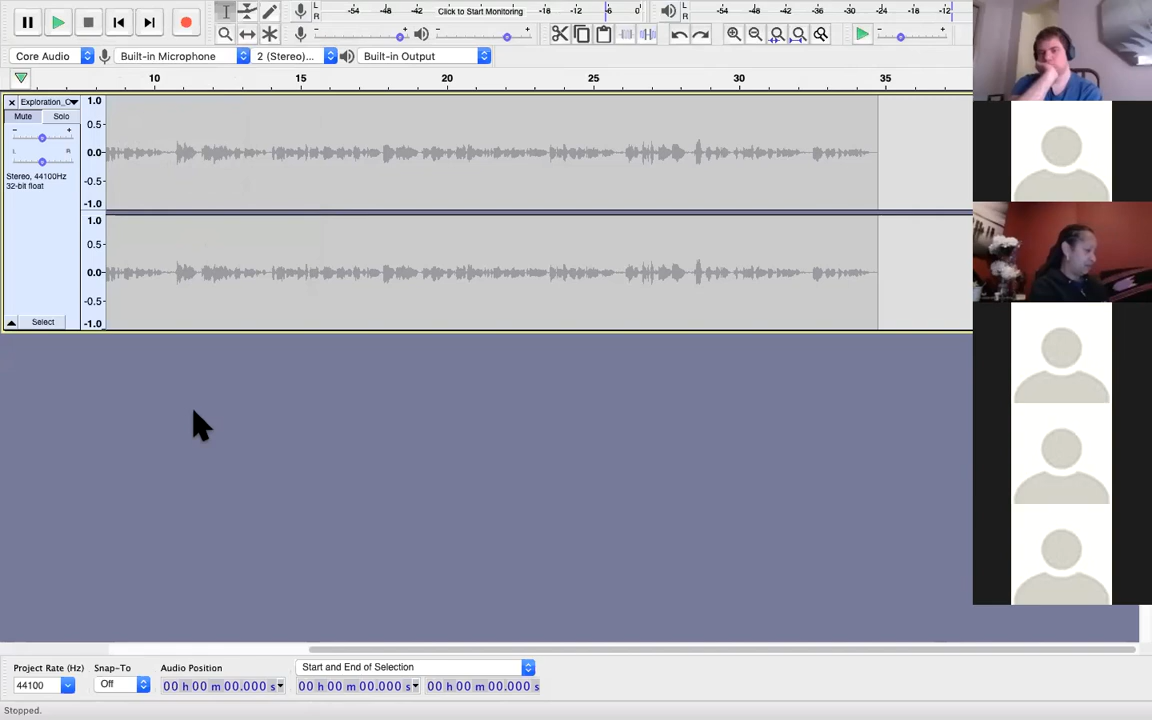 L
R
-54 -48 -42 Click to Start Monitoring -18 -12 -6 0
L
R
-54 -48 -42 -36 -30 -24 -18 -12
- +
- +
- +
Core Audio
Built-in Microphone
2 (Stereo)...
Built-in Output
10 15 20 25 30 35
Exploration_C
Mute Solo
- +
L R
Stereo, 44100Hz
32-bit float
Select
1.0
0.5
0.0
-0.5
-1.0
1.0
0.5
0.0
-0.5
-1.0
Project Rate (Hz) Snap-To Audio Position Start and End of Selection
44100 Off 00 h 00 m 00.000 s 00 h 00 m 00.000 s 00 h 00 m 00.000 s
Stopped.